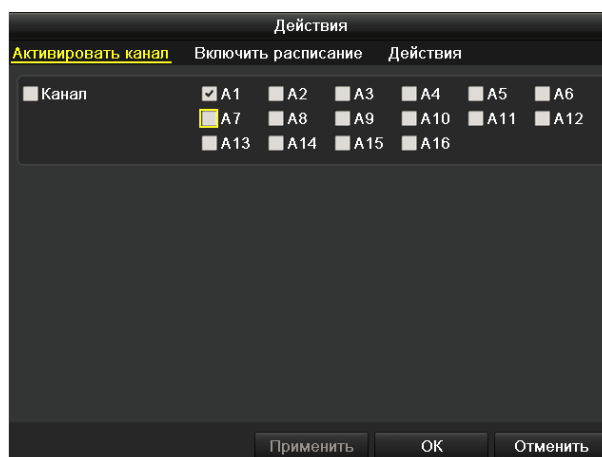 Действия
Активировать канал Включить расписание Действия
Канал A1 A2 A3 A4 A5 A6
A7 A8 A9 A10 A11 A12
A13 A14 A15 A16
Применить OK Отменить